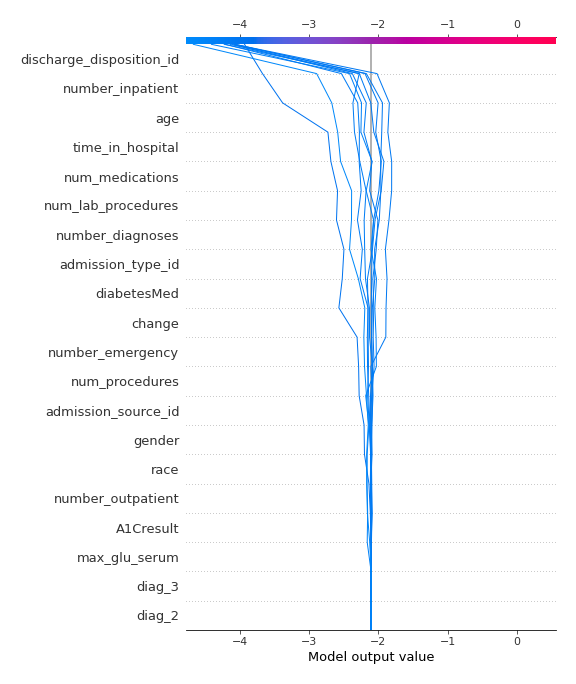 −4 −3 −2 −1 0
discharge_disposition_id
number_inpatient
age
time_in_hospital
num_medications
num_lab_procedures
number_diagnoses
admission_type_id
diabetesMed
change
number_emergency
num_procedures
admission_source_id
gender
race
number_outpatient
A1Cresult
max_glu_serum
diag_3
diag_2
−4 −3 −2 −1 0
Model output value